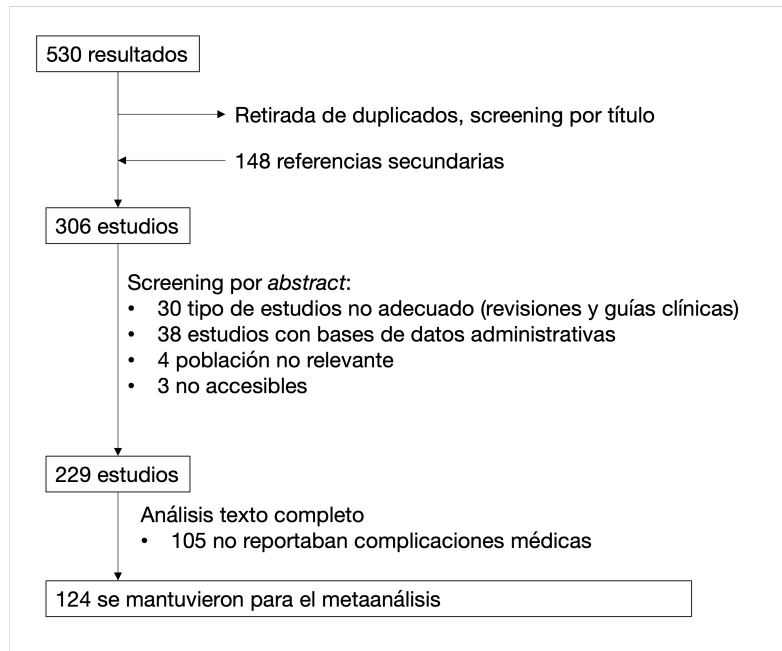 530 resultados
Retirada de duplicados, screening por título
148 referencias secundarias
306 estudios
Screening por abstract:
• 30 tipo de estudios no adecuado (revisiones y guías clínicas)
• 38 estudios con bases de datos administrativas
• 4 población no relevante
• 3 no accesibles
229 estudios
Análisis texto completo
• 105 no reportaban complicaciones médicas
124 se mantuvieron para el metaanálisis